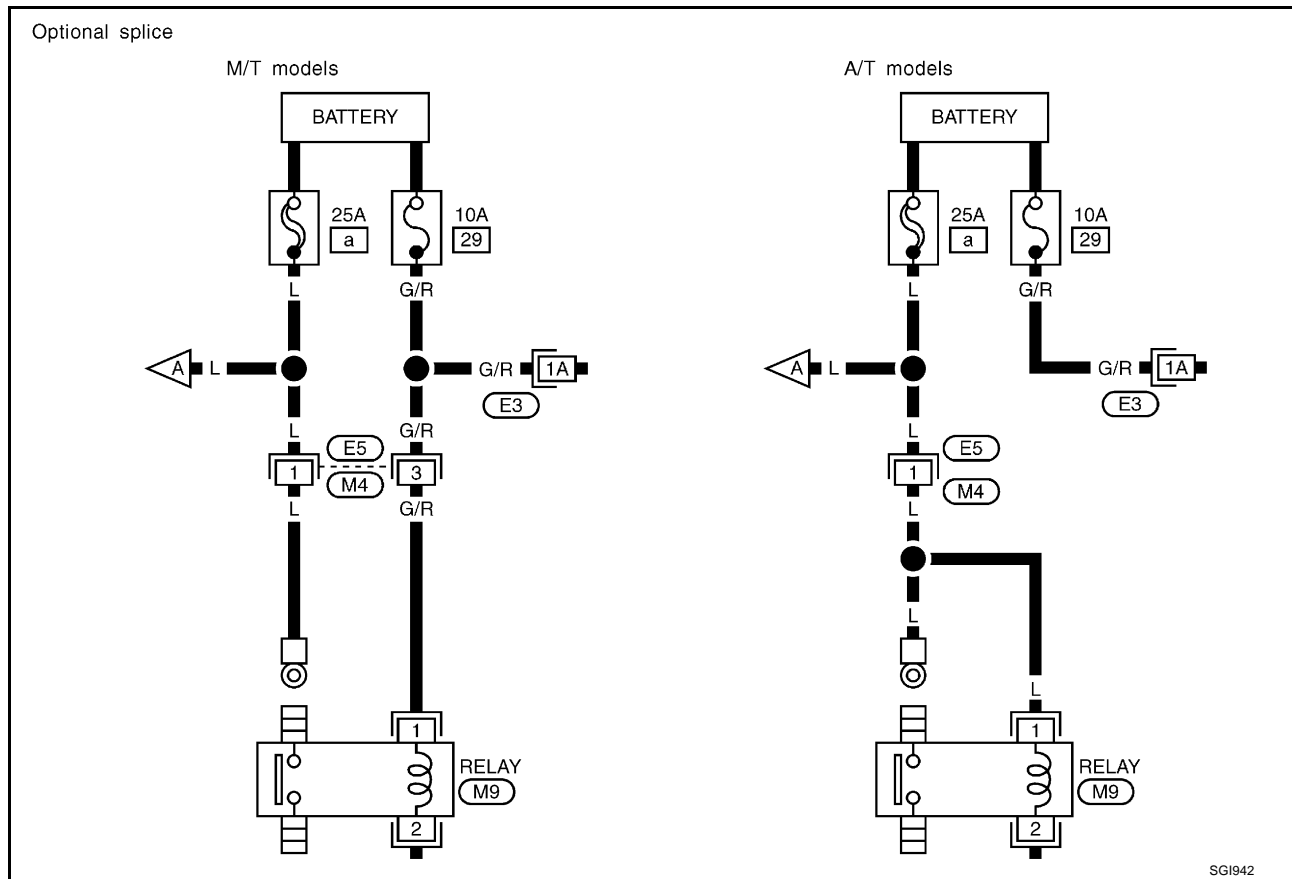 Optional splice
M/T models
BATTERY
25A
a
10A
29
L
G/R
A
L
G/R
1A
E3
L
G/R
E5
1
3
M4
L
G/R
1
RELAY
M9
2
A/T models
BATTERY
25A
a
10A
29
L
G/R
A
L
G/R
1A
E3
L
E5
1
M4
L
L
L
1
RELAY
M9
2
SGI942